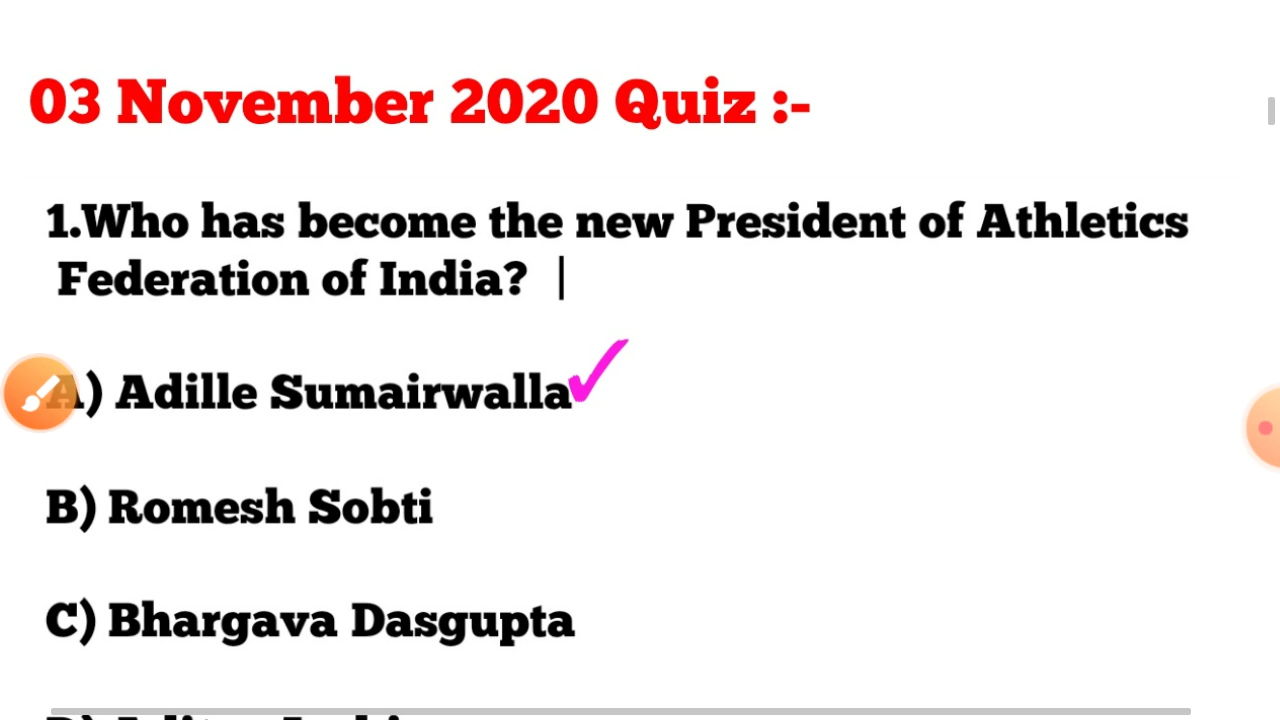 03 November 2020 Quiz :-
1.Who has become the new President of Athletics
Federation of India? |
A) Adille Sumairwalla
B) Romesh Sobti
C) Bhargava Dasgupta